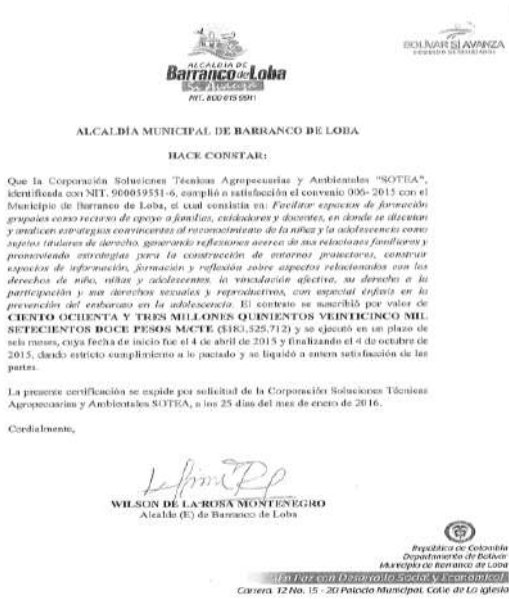 BOLIVAR SI AVANZA
ALCALDIA DE
Barranco de Loba
Si Avanza
NIT.
ALCALDÍA MUNICIPAL DE BARRANCO DE LOBA
HACE CONSTAR:
Que la Corporación Soluciones Técnicas Agropecuarias y Ambientales "SOTEA",
identificada con NIT. 900059551-6, cumplió a satisfacción el convenio 006- 2015 con el
Municipio de Barranco de Loba, el cual consistía en: Facilitar espacios de formación
grupales como recurso de apoyo a familias, cuidadores y docentes, en donde se discutan
y analicen estrategias convincentes al reconocimiento de la niñez y la adolescencia como
sujetos titulares de derecho, generando reflexiones acerca de sus relaciones familiares y
promoviendo estrategias para la construcción de entornos protectores, construir
espacios de información, formación y reflexión sobre aspectos relacionados con los
derechos de niño, niñas y adolescentes, la vinculación afectiva, su derecho a la
participación y sus derechos sexuales y reproductivos, con especial énfasis en la
prevención del embarazo en la adolescencia. El contrato se suscribió por valor de
CIENTO OCHENTA Y TRES MILLONES QUINIENTOS VEINTICINCO MIL
SETECIENTOS DOCE PESOS M/CTE ($183,525,712) y se ejecutó en un plazo de
seis meses, cuya fecha de inicio fue el 4 de abril de 2015 y finalizando el 4 de octubre de
2015, dando estricto cumplimiento a lo pactado y se liquidó a entera satisfacción de las
partes.
La presente certificación se expide por solicitud de la Corporación Soluciones Técnicas
Agropecuarias y Ambientales SOTEA, a los 25 días del mes de enero de 2016.
Cordialmente,
WILSON DE LA ROSA MONTENEGRO
Alcalde (E) de Barranco de Loba
República de Colombia
Departamento de Bolívar
Municipio de Barranco de Loba
¡En Paz con Desarrollo Social y Económico!
Carrera 12 No. 15 - 20 Palacio Municipal. Calle de La Iglesia